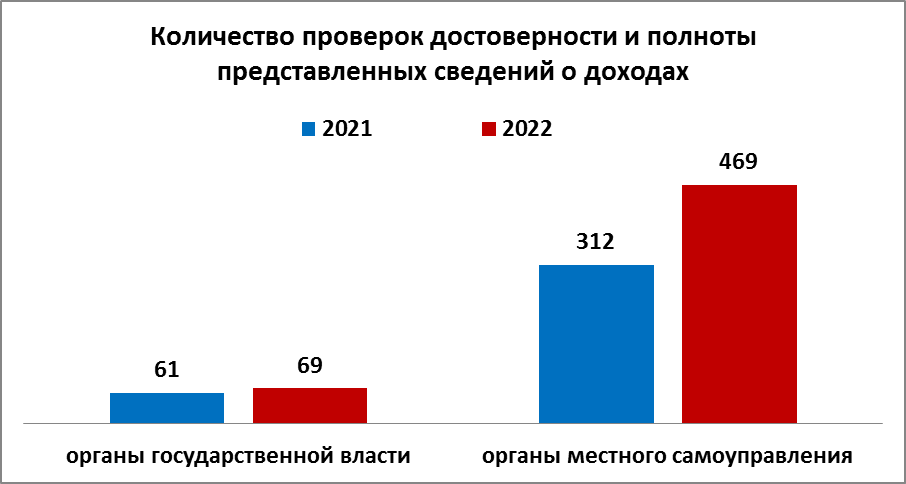 Количество проверок достоверности и полноты
представленных сведений о доходах
2021 2022
469
312
61 69
органы государственной власти органы местного самоуправления